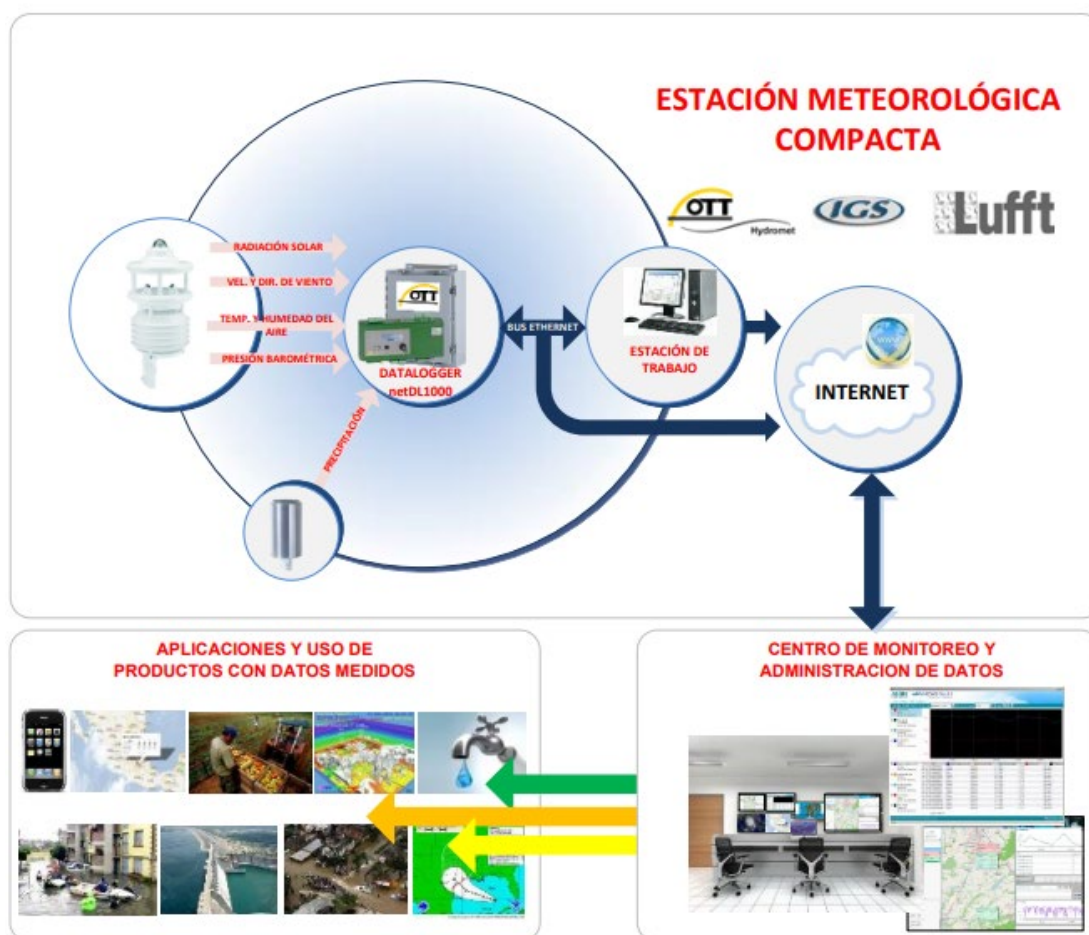 ESTACIÓN METEOROLÓGICA
COMPACTA
OTT
Hydromet
IGS
Lufft
RADIACIÓN SOLAR
VEL. Y DIR. DE VIENTO
TEMP. Y HUMEDAD DEL
AIRE
PRESIÓN BAROMÉTRICA
OTT
DATALOGGER
netDL1000
PRECIPITACIÓN
BUS ETHERNET
ESTACIÓN DE
TRABAJO
WWW
INTERNET
APLICACIONES Y USO DE
PRODUCTOS CON DATOS MEDIDOS
CENTRO DE MONITOREO Y
ADMINISTRACION DE DATOS